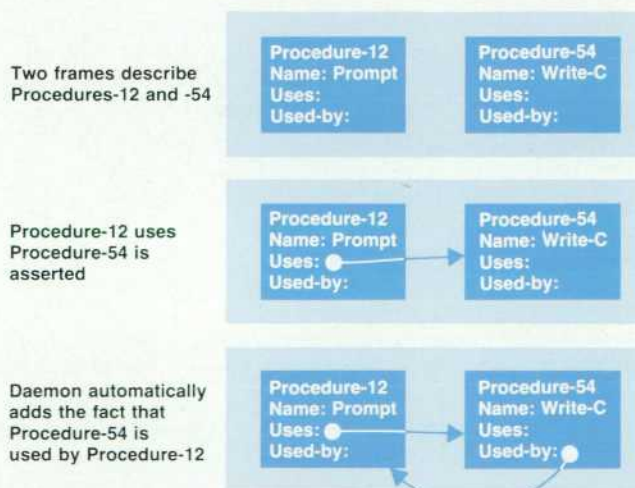 Two frames describe
Procedures-12 and -54
Procedure-12
Name: Prompt
Uses:
Used-by:
Procedure-54
Name: Write-C
Uses:
Used-by:
Procedure-12 uses
Procedure-54 is
asserted
Procedure-12
Name: Prompt
Uses:
Used-by:
Procedure-54
Name: Write-C
Uses:
Used-by:
Daemon automatically
adds the fact that
Procedure-54 is
used by Procedure-12
Procedure-12
Name: Prompt
Uses:
Used-by:
Procedure-54
Name: Write-C
Uses:
Used-by: